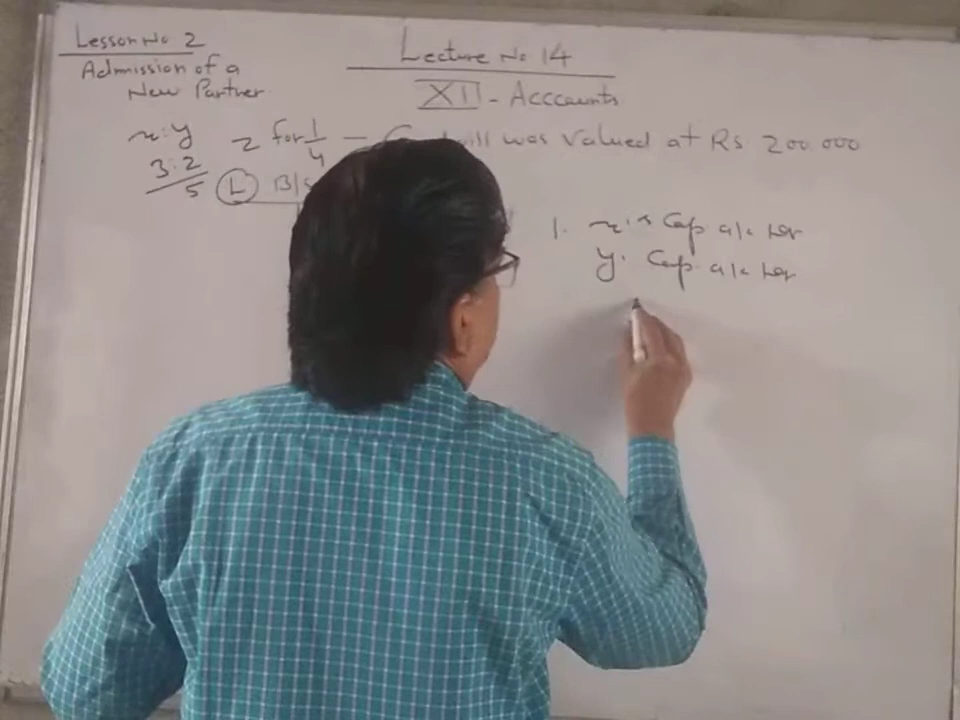 Lesson No 2
Admission of a
New Partner
Lecture No 14
XII - Acccounts
x:y
3:2
5
z for 1/4 — was valued at Rs. 200,000
L B/s
1. x's Cap a/c Dr
y. Cap. a/c Dr